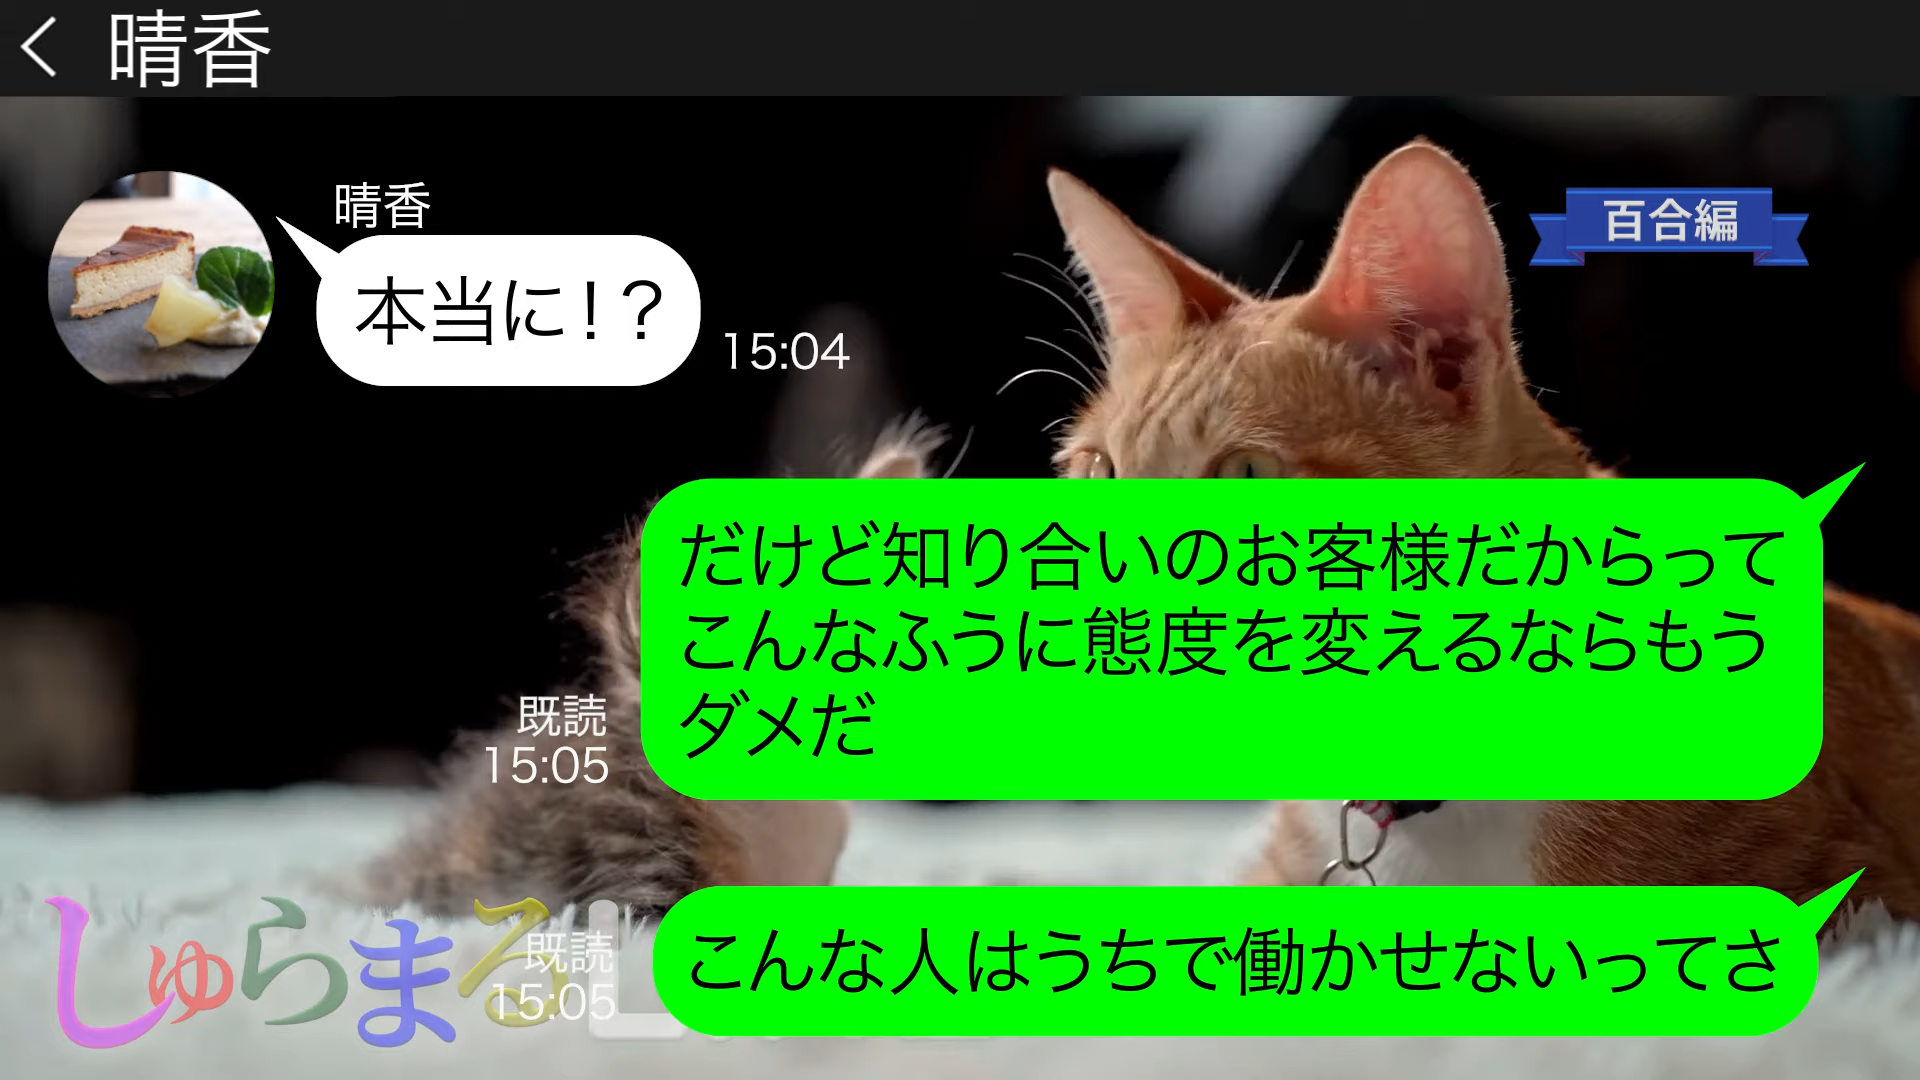 晴香
晴香
百合編
本当に！？
15:04
だけど知り合いのお客様だからって
こんなふうに態度を変えるならもう
ダメだ
既読
15:05
こんな人はうちで働かせないってさ
既読
15:05
しゅらまる